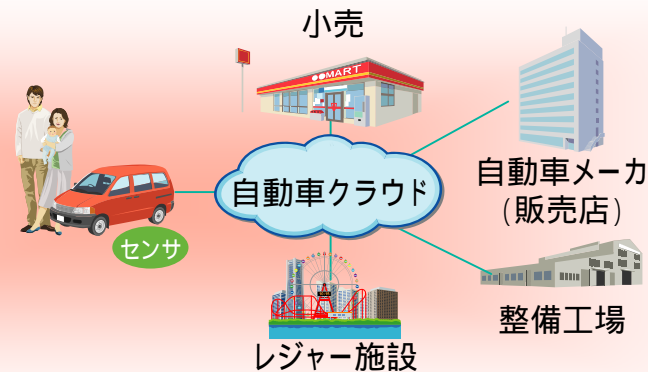 小売
●●MART
自動車クラウド
センサ
自動車メーカ
(販売店)
整備工場
レジャー施設